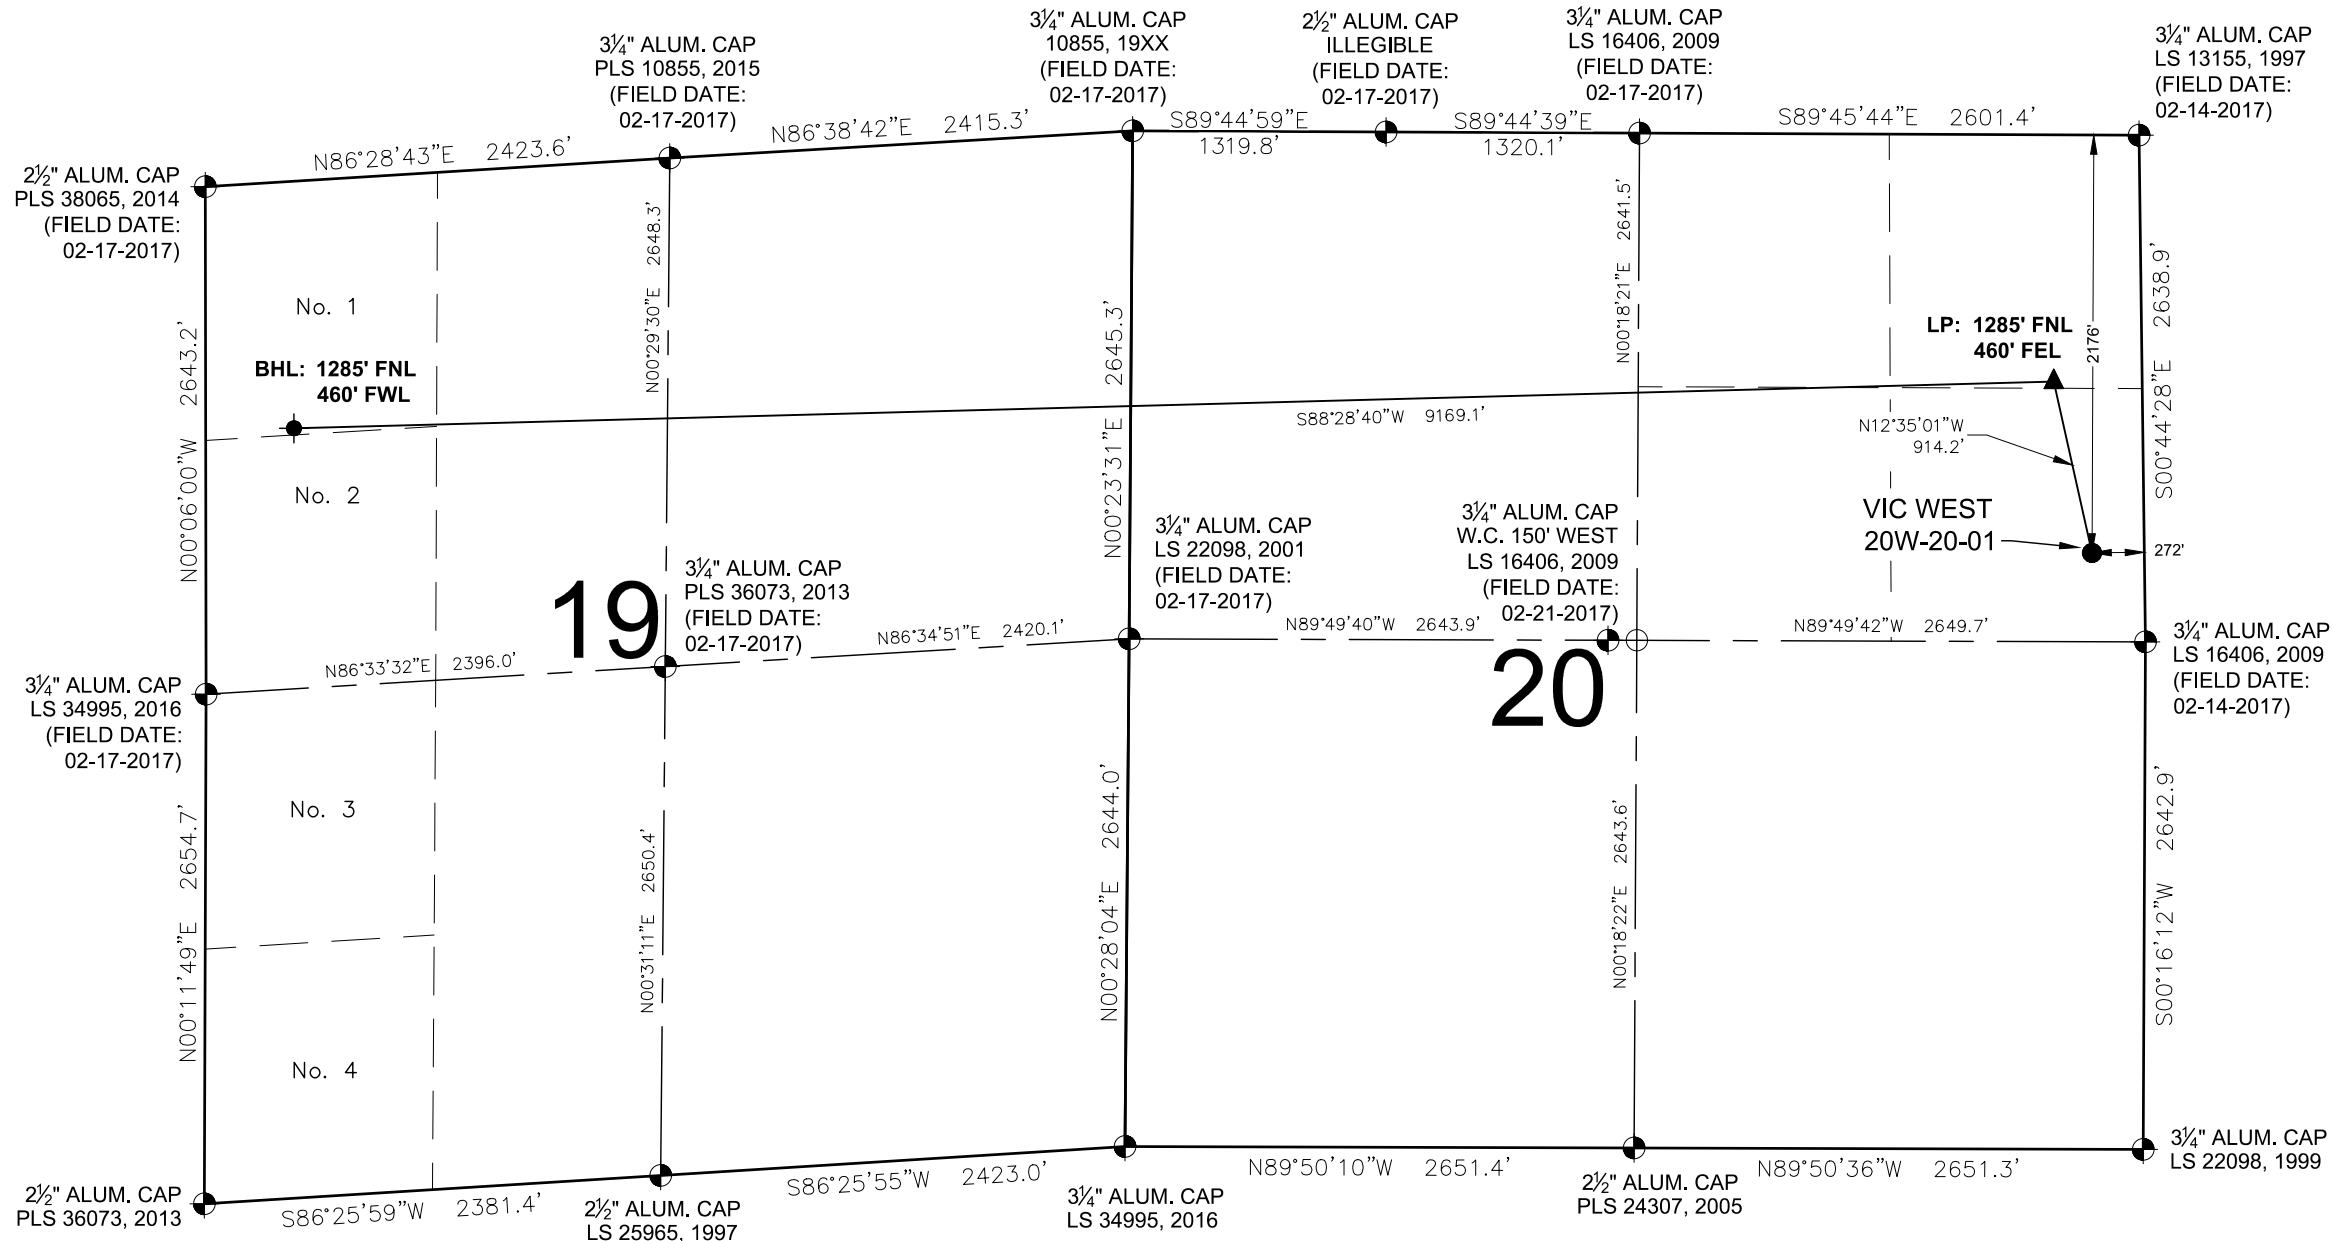 3¼" ALUM. CAP
10855, 19XX
(FIELD DATE:
02-17-2017)
2½" ALUM. CAP
ILLEGIBLE
(FIELD DATE:
02-17-2017)
3¼" ALUM. CAP
LS 16406, 2009
(FIELD DATE:
02-17-2017)
3¼" ALUM. CAP
LS 13155, 1997
(FIELD DATE:
02-14-2017)
3¼" ALUM. CAP
PLS 10855, 2015
(FIELD DATE:
02-17-2017)
2½" ALUM. CAP
PLS 38065, 2014
(FIELD DATE:
02-17-2017)
N86°28'43"E 2423.6'
N86°38'42"E 2415.3'
S89°44'59"E
1319.8'
S89°44'39"E
1320.1'
S89°45'44"E 2601.4'
N00°06'00"W 2643.2'
No. 1
N00°29'30"E 2648.3'
N00°23'31"E 2645.3'
N00°18'21"E 2641.5'
2176'
S00°44'28"E 2638.9'
BHL: 1285' FNL
460' FWL
LP: 1285' FNL
460' FEL
S88°28'40"W 9169.1'
N12°35'01"W
914.2'
No. 2
VIC WEST
20W-20-01
272'
19
3¼" ALUM. CAP
PLS 36073, 2013
(FIELD DATE:
02-17-2017)
3¼" ALUM. CAP
LS 22098, 2001
(FIELD DATE:
02-17-2017)
3¼" ALUM. CAP
W.C. 150' WEST
LS 16406, 2009
(FIELD DATE:
02-21-2017)
N86°33'32"E 2396.0'
N86°34'51"E 2420.1'
N89°49'40"W 2643.9'
N89°49'42"W 2649.7'
20
3¼" ALUM. CAP
LS 16406, 2009
(FIELD DATE:
02-14-2017)
3¼" ALUM. CAP
LS 34995, 2016
(FIELD DATE:
02-17-2017)
No. 3
N00°11'49"E 2654.7'
N00°31'11"E 2650.4'
N00°28'04"E 2644.0'
N00°18'22"E 2643.6'
S00°16'12"W 2642.9'
No. 4
2½" ALUM. CAP
PLS 36073, 2013
S86°25'59"W 2381.4'
2½" ALUM. CAP
LS 25965, 1997
S86°25'55"W 2423.0'
3¼" ALUM. CAP
LS 34995, 2016
N89°50'10"W 2651.4'
2½" ALUM. CAP
PLS 24307, 2005
N89°50'36"W 2651.3'
3¼" ALUM. CAP
LS 22098, 1999